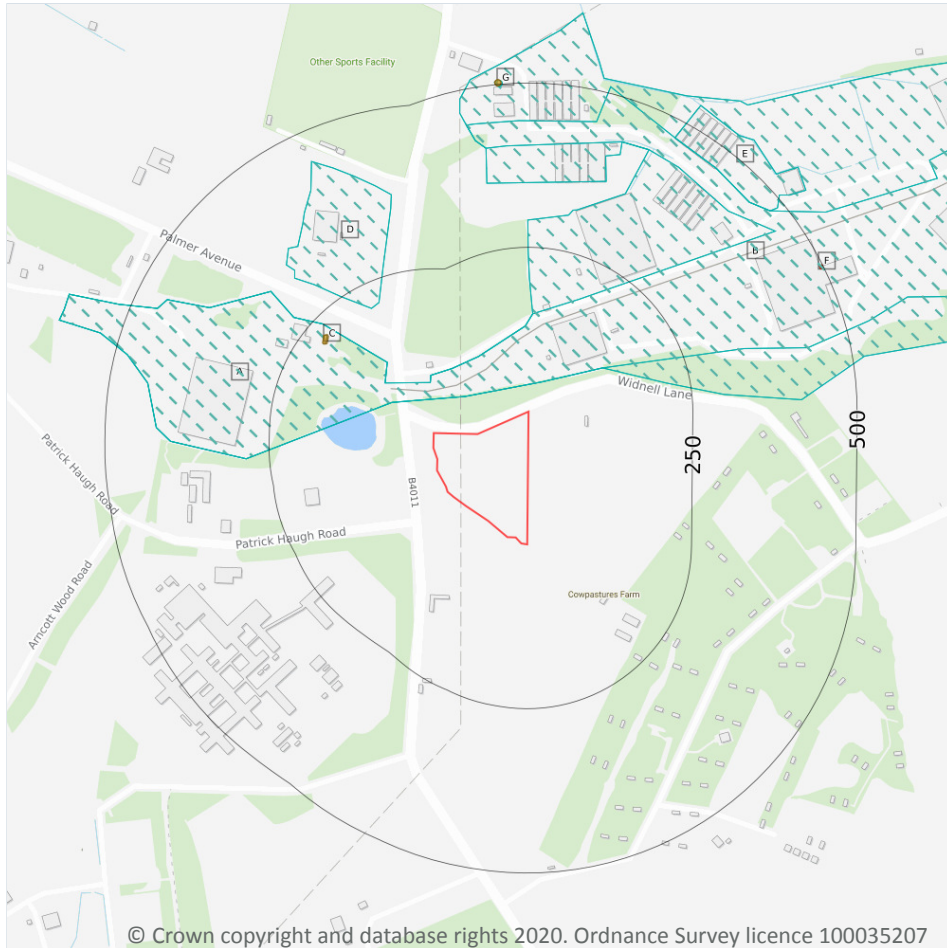 Other Sports Facility
G
E
D
Palmer Avenue
B
F
C
A
Widnell Lane
500
250
Patrick Haugh Road
B4011
Patrick Haugh Road
Arncott Wood Road
Cowpastures Farm
© Crown copyright and database rights 2020. Ordnance Survey licence 100035207